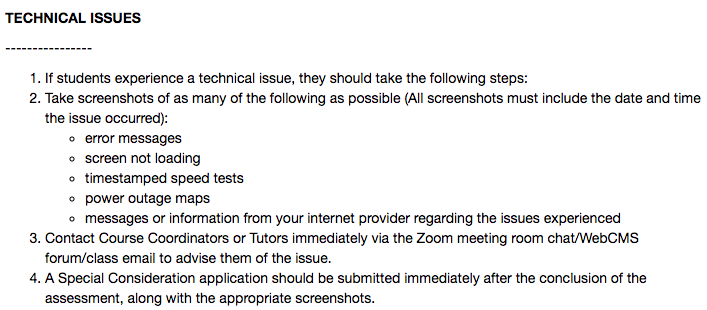 TECHNICAL ISSUES
----------------
1. If students experience a technical issue, they should take the following steps:
2. Take screenshots of as many of the following as possible (All screenshots must include the date and time
the issue occurred):
◦ error messages
◦ screen not loading
◦ timestamped speed tests
◦ power outage maps
◦ messages or information from your internet provider regarding the issues experienced
3. Contact Course Coordinators or Tutors immediately via the Zoom meeting room chat/WebCMS
forum/class email to advise them of the issue.
4. A Special Consideration application should be submitted immediately after the conclusion of the
assessment, along with the appropriate screenshots.